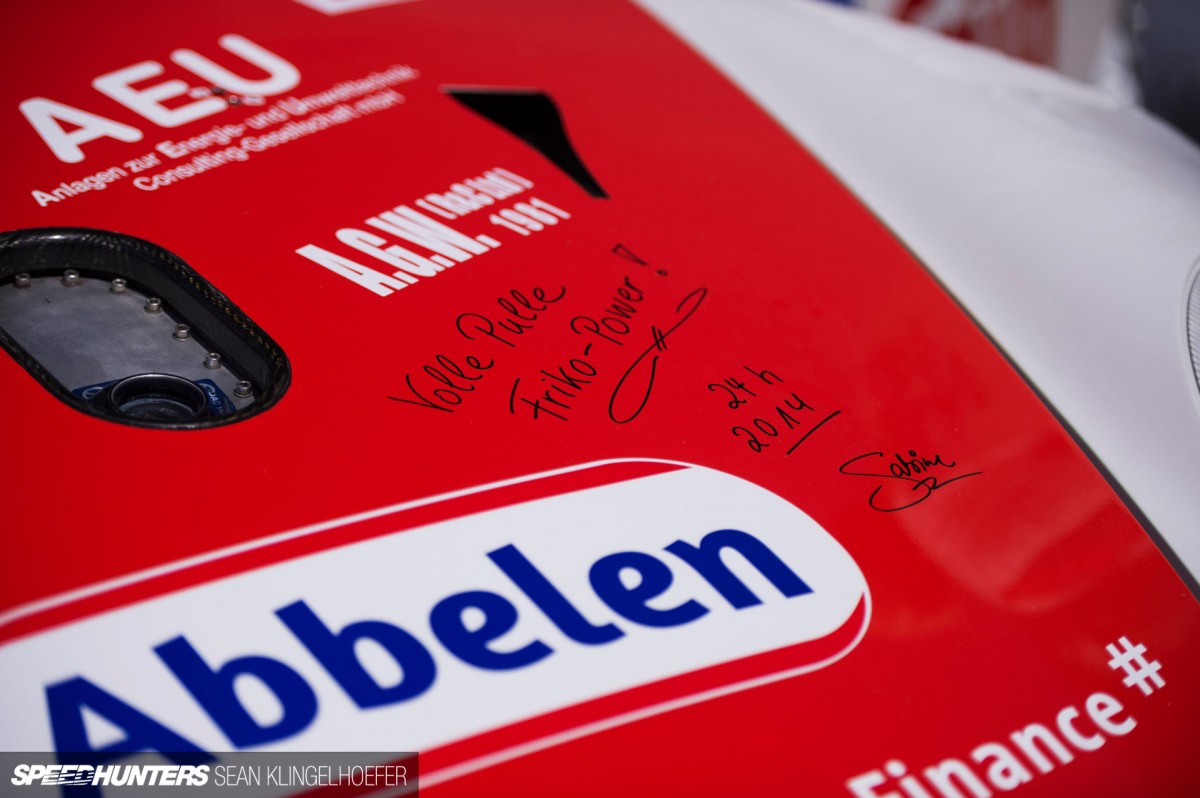 AEU
Anlagen zur Energie- und Umwelttechnik
Consulting-Gesellschaft mbH
A.G.W.
1981
Volle Pulle
Friko-Power!
24h
2014
Sabine
Abbelen
Finance#
SPEEDHUNTERS SEAN KLINGELHOEFER